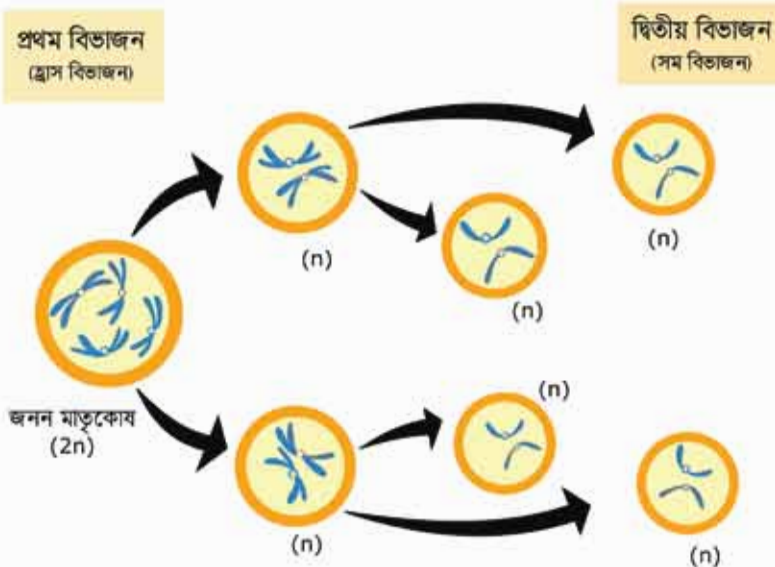 প্রথম বিভাজন
(হ্রাস বিভাজন)
দ্বিতীয় বিভাজন
(সম বিভাজন)
(n)
(n)
(n)
জনন মাতৃকোষ
(2n)
(n)
(n)
(n)